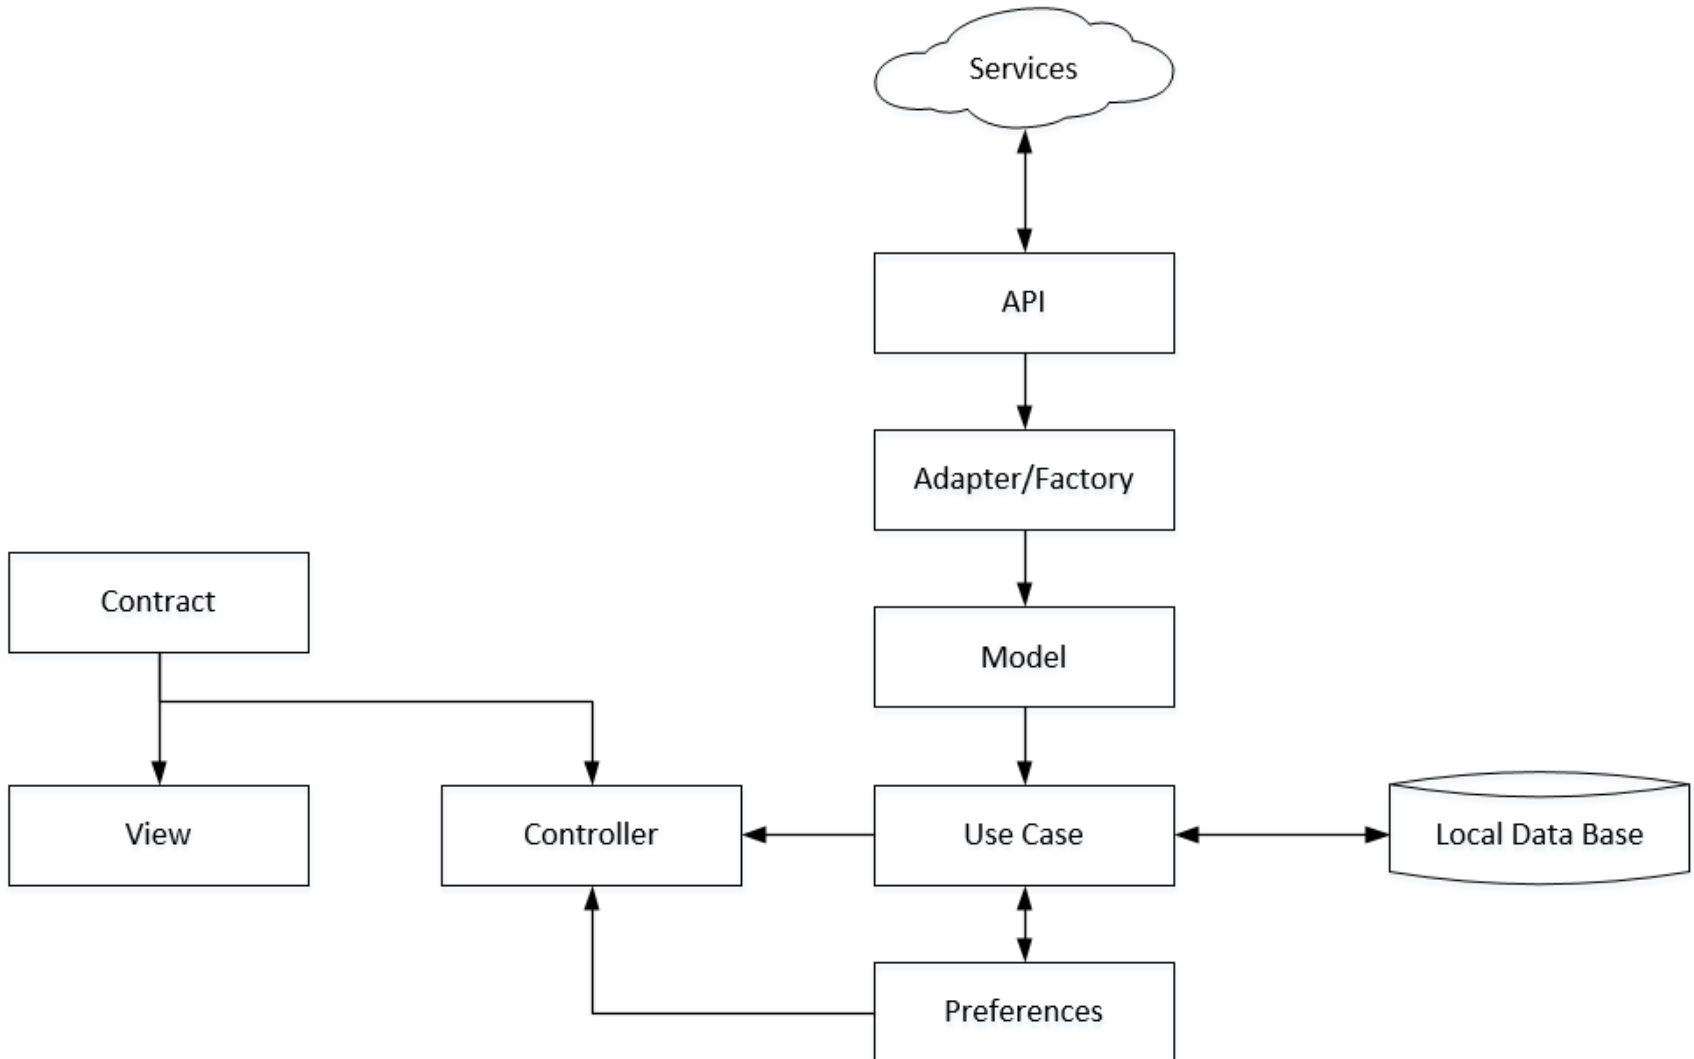 Services
API
Adapter/Factory
Contract
Model
View
Controller
Use Case
Local Data Base
Preferences